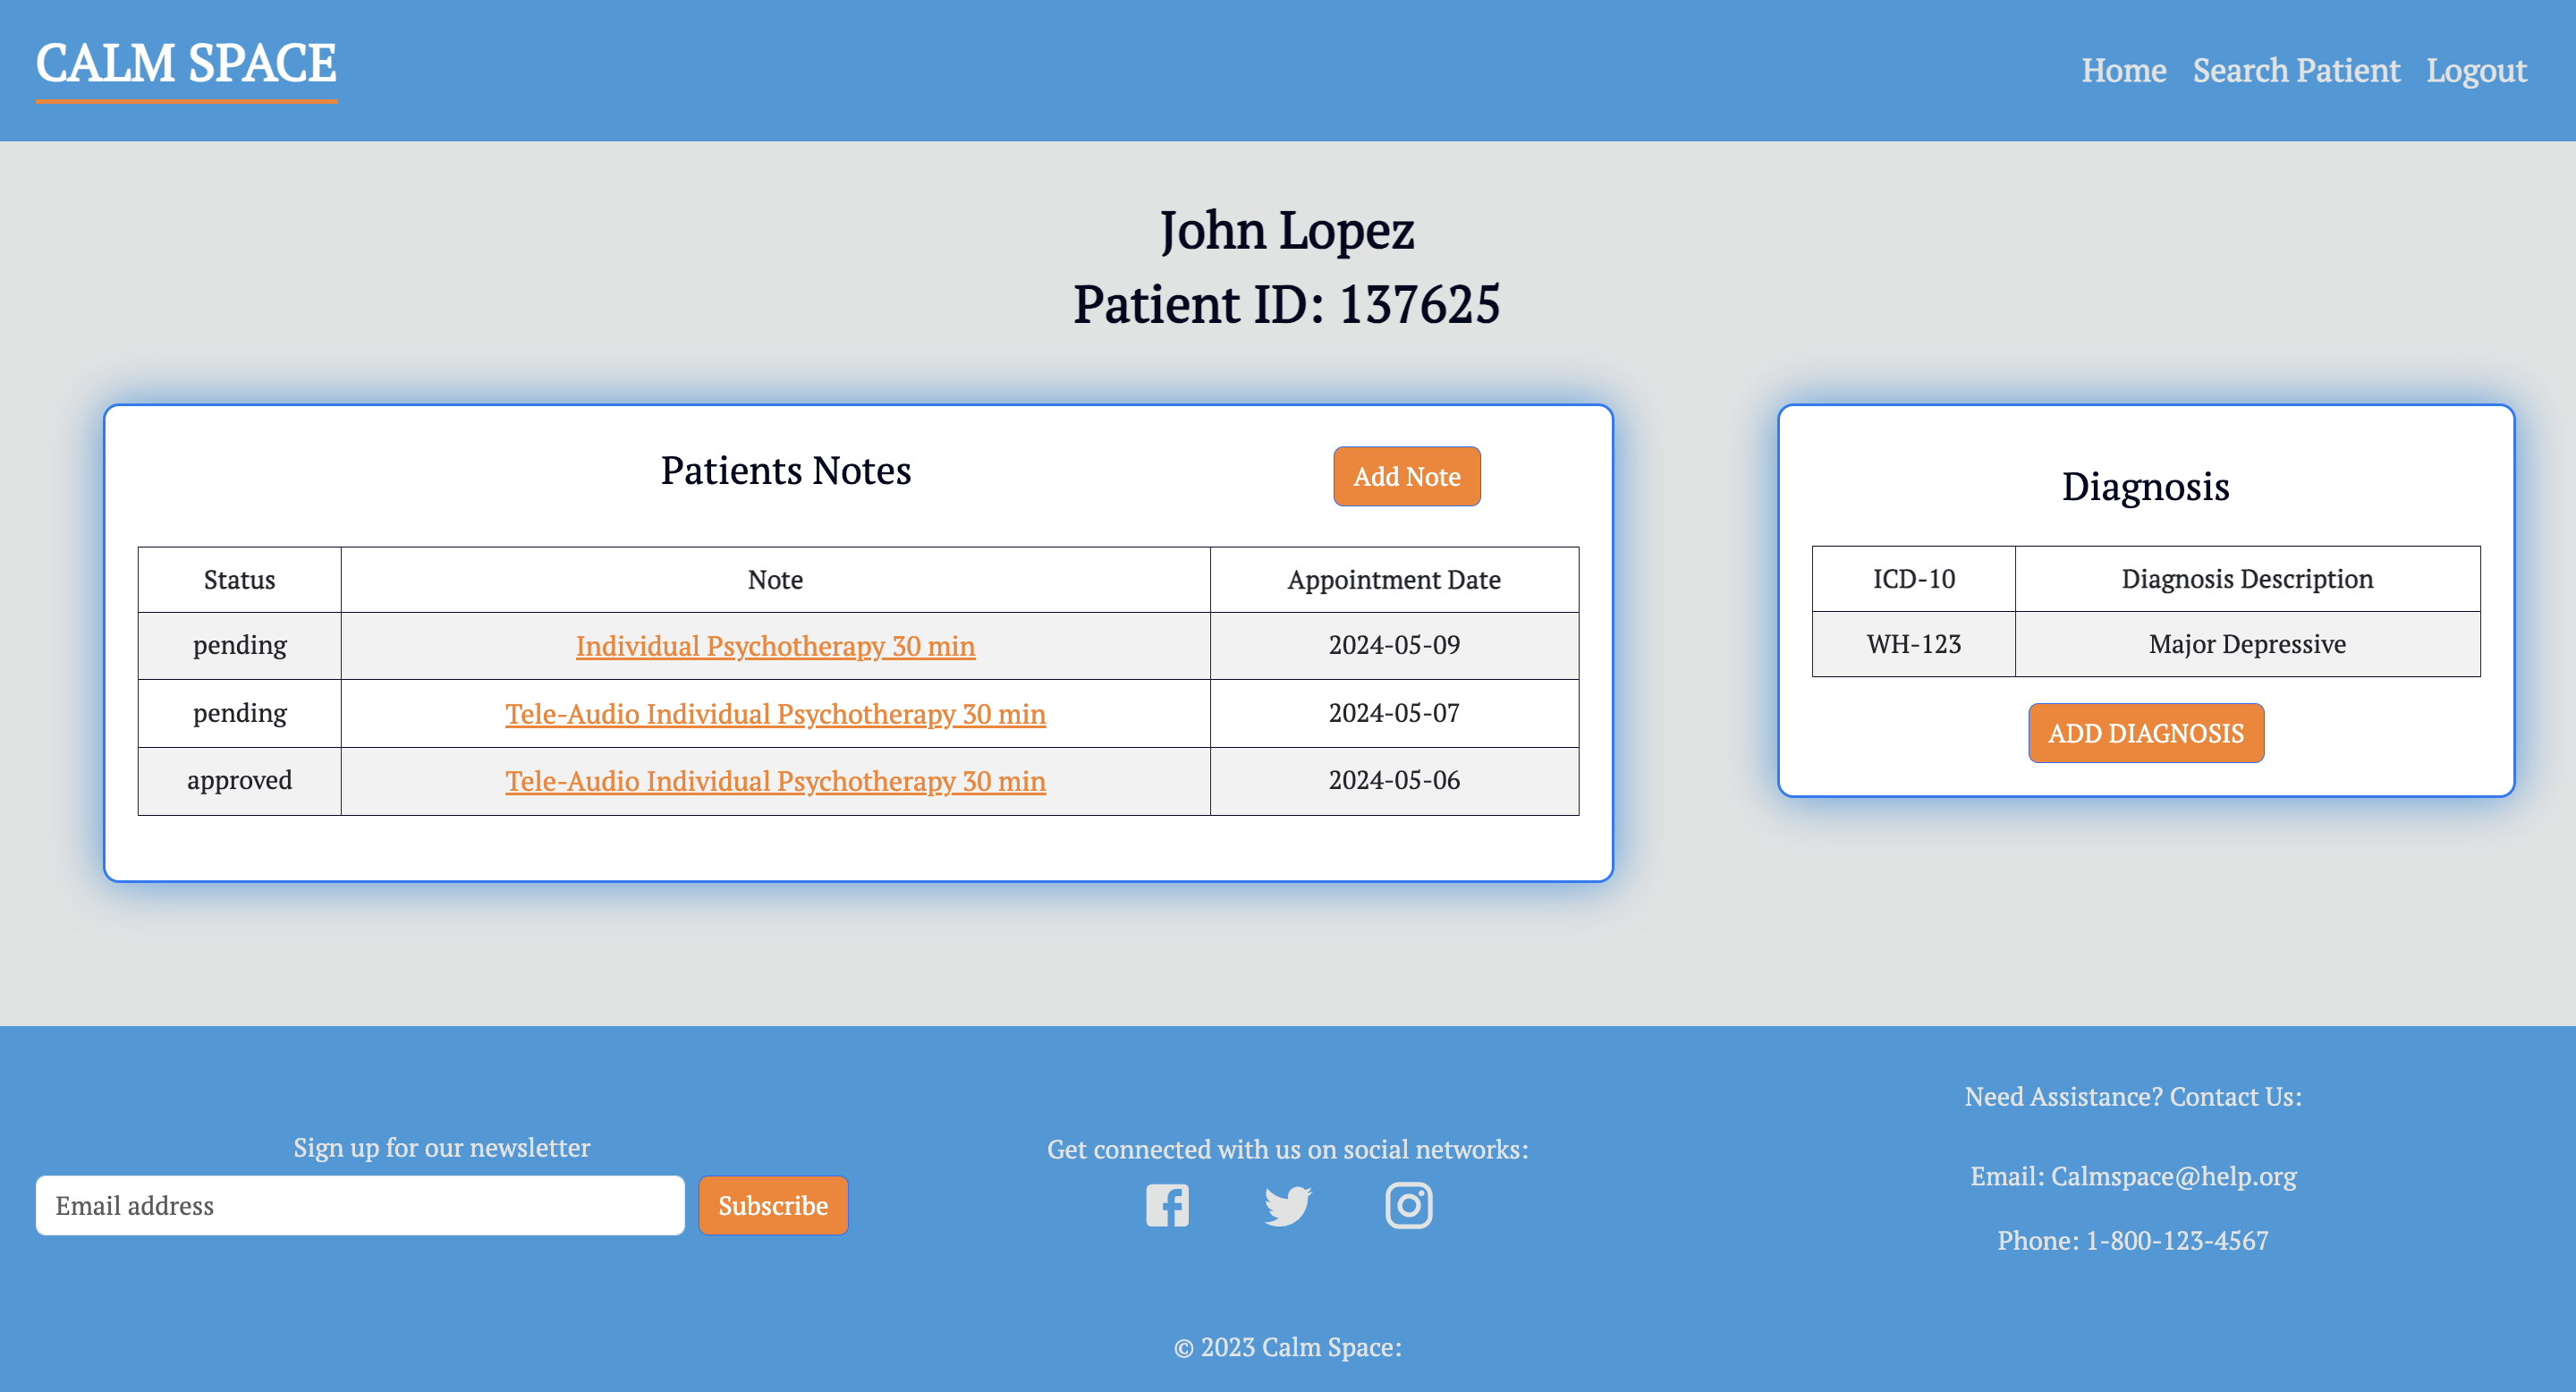 CALM SPACE
Home Search Patient Logout
John Lopez
Patient ID: 137625
Patients Notes
Add Note
Status Note Appointment Date
pending Individual Psychotherapy 30 min 2024-05-09
pending Tele-Audio Individual Psychotherapy 30 min 2024-05-07
approved Tele-Audio Individual Psychotherapy 30 min 2024-05-06
Diagnosis
ICD-10 Diagnosis Description
WH-123 Major Depressive
ADD DIAGNOSIS
Sign up for our newsletter
Email address Subscribe
Get connected with us on social networks:
Need Assistance? Contact Us:
Email: Calmspace@help.org
Phone: 1-800-123-4567
© 2023 Calm Space: